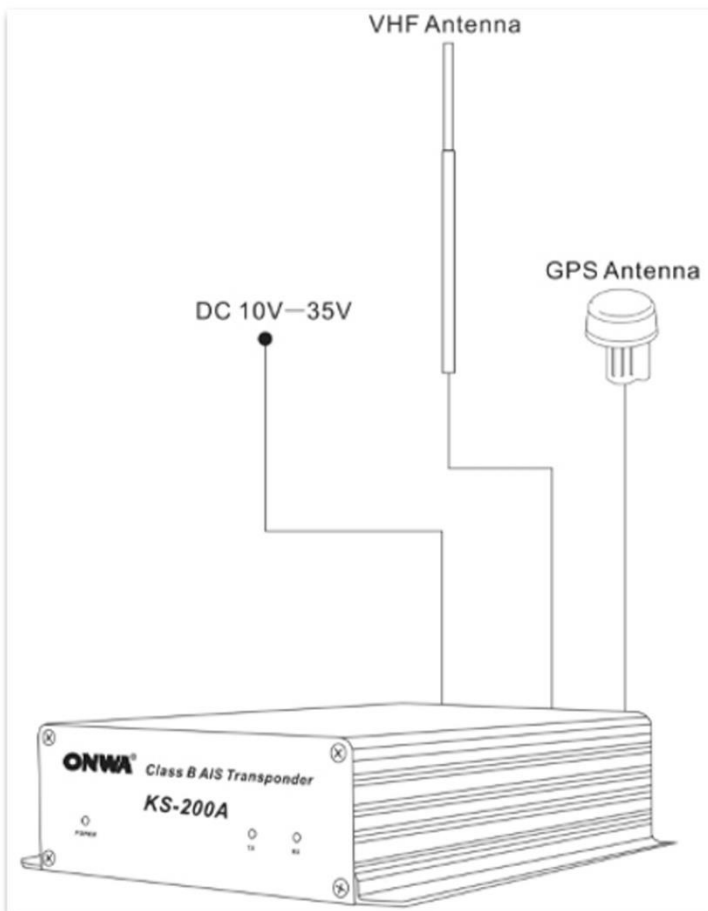 VHF Antenna
GPS Antenna
DC 10V—35V
ONWA® Class B AIS Transponder
KS-200A
POWER
TX
RX